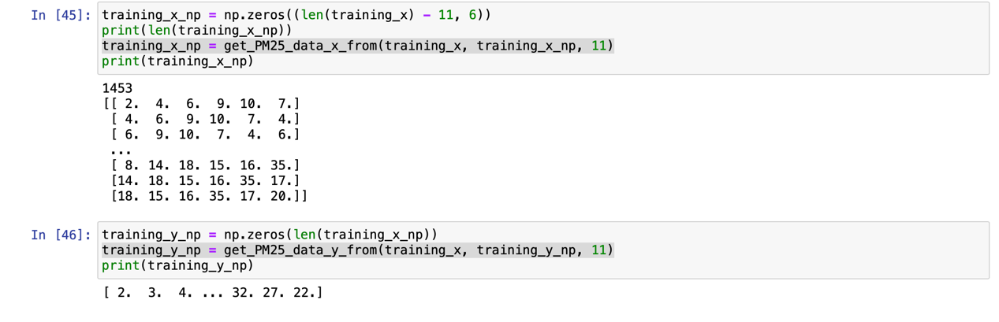 In [45]: training_x_np = np.zeros((len(training_x) - 11, 6))
print(len(training_x_np))
training_x_np = get_PM25_data_x_from(training_x, training_x_np, 11)
print(training_x_np)
1453
[[ 2.  4.  6.  9. 10.  7.]
 [ 4.  6.  9. 10.  7.  4.]
 [ 6.  9. 10.  7.  4.  6.]
 ...
 [ 8. 14. 18. 15. 16. 35.]
 [14. 18. 15. 16. 35. 17.]
 [18. 15. 16. 35. 17. 20.]]
In [46]: training_y_np = np.zeros(len(training_x_np))
training_y_np = get_PM25_data_y_from(training_x, training_y_np, 11)
print(training_y_np)
[ 2.  3.  4. ... 32. 27. 22.]